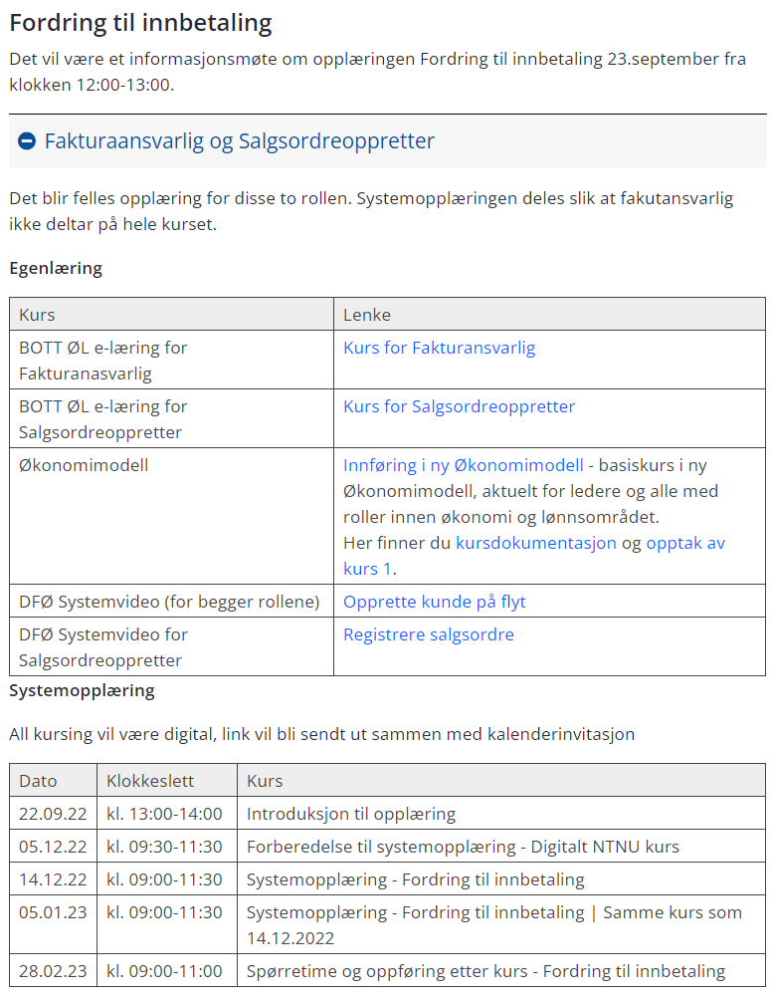 Fordring til innbetaling
Det vil være et informasjonsmøte om opplæringen Fordring til innbetaling 23.september fra
klokken 12:00-13:00.
Fakturaansvarlig og Salgsordreoppretter
Det blir felles opplæring for disse to rollen. Systemopplæringen deles slik at fakutansvarlig
ikke deltar på hele kurset.
Egenlæring
Kurs Lenke
BOTT ØL e-læring for Kurs for Fakturansvarlig
Fakturanasvarlig
BOTT ØL e-læring for Kurs for Salgsordreoppretter
Salgsordreoppretter
Økonomimodell Innføring i ny Økonomimodell - basiskurs i ny
Økonomimodell, aktuelt for ledere og alle med
roller innen økonomi og lønnsområdet.
Her finner du kursdokumentasjon og opptak av
kurs 1.
DFØ Systemvideo (for begger rollene) Opprette kunde på flyt
DFØ Systemvideo for Registrere salgsordre
Salgsordreoppretter
Systemopplæring
All kursing vil være digital, link vil bli sendt ut sammen med kalenderinvitasjon
Dato Klokkeslett Kurs
22.09.22 kl. 13:00-14:00 Introduksjon til opplæring
05.12.22 kl. 09:30-11:30 Forberedelse til systemopplæring - Digitalt NTNU kurs
14.12.22 kl. 09:00-11:30 Systemopplæring - Fordring til innbetaling
05.01.23 kl. 09:00-11:30 Systemopplæring - Fordring til innbetaling | Samme kurs som
14.12.2022
28.02.23 kl. 09:00-11:00 Spørretime og oppføring etter kurs - Fordring til innbetaling